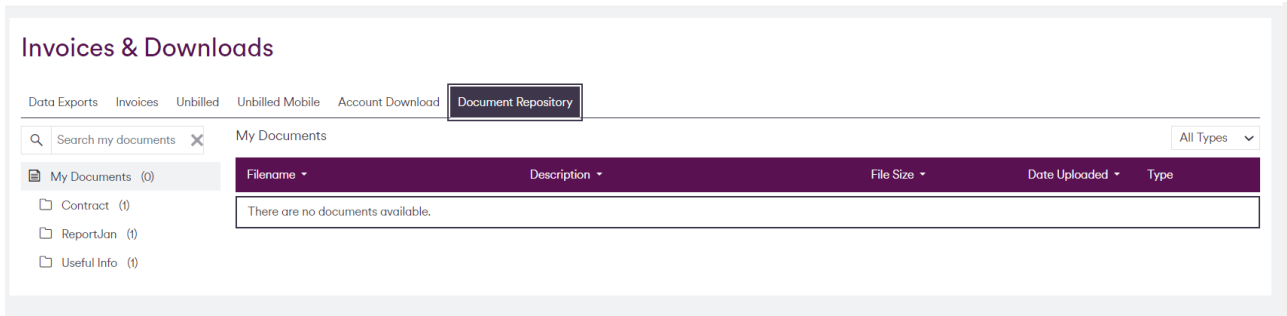 Invoices & Downloads
Data Exports Invoices Unbilled Unbilled Mobile Account Download Document Repository
Search my documents
My Documents (0)
Contract (1)
ReportJan (1)
Useful Info (1)
My Documents
All Types
Filename Description File Size Date Uploaded Type
There are no documents available.